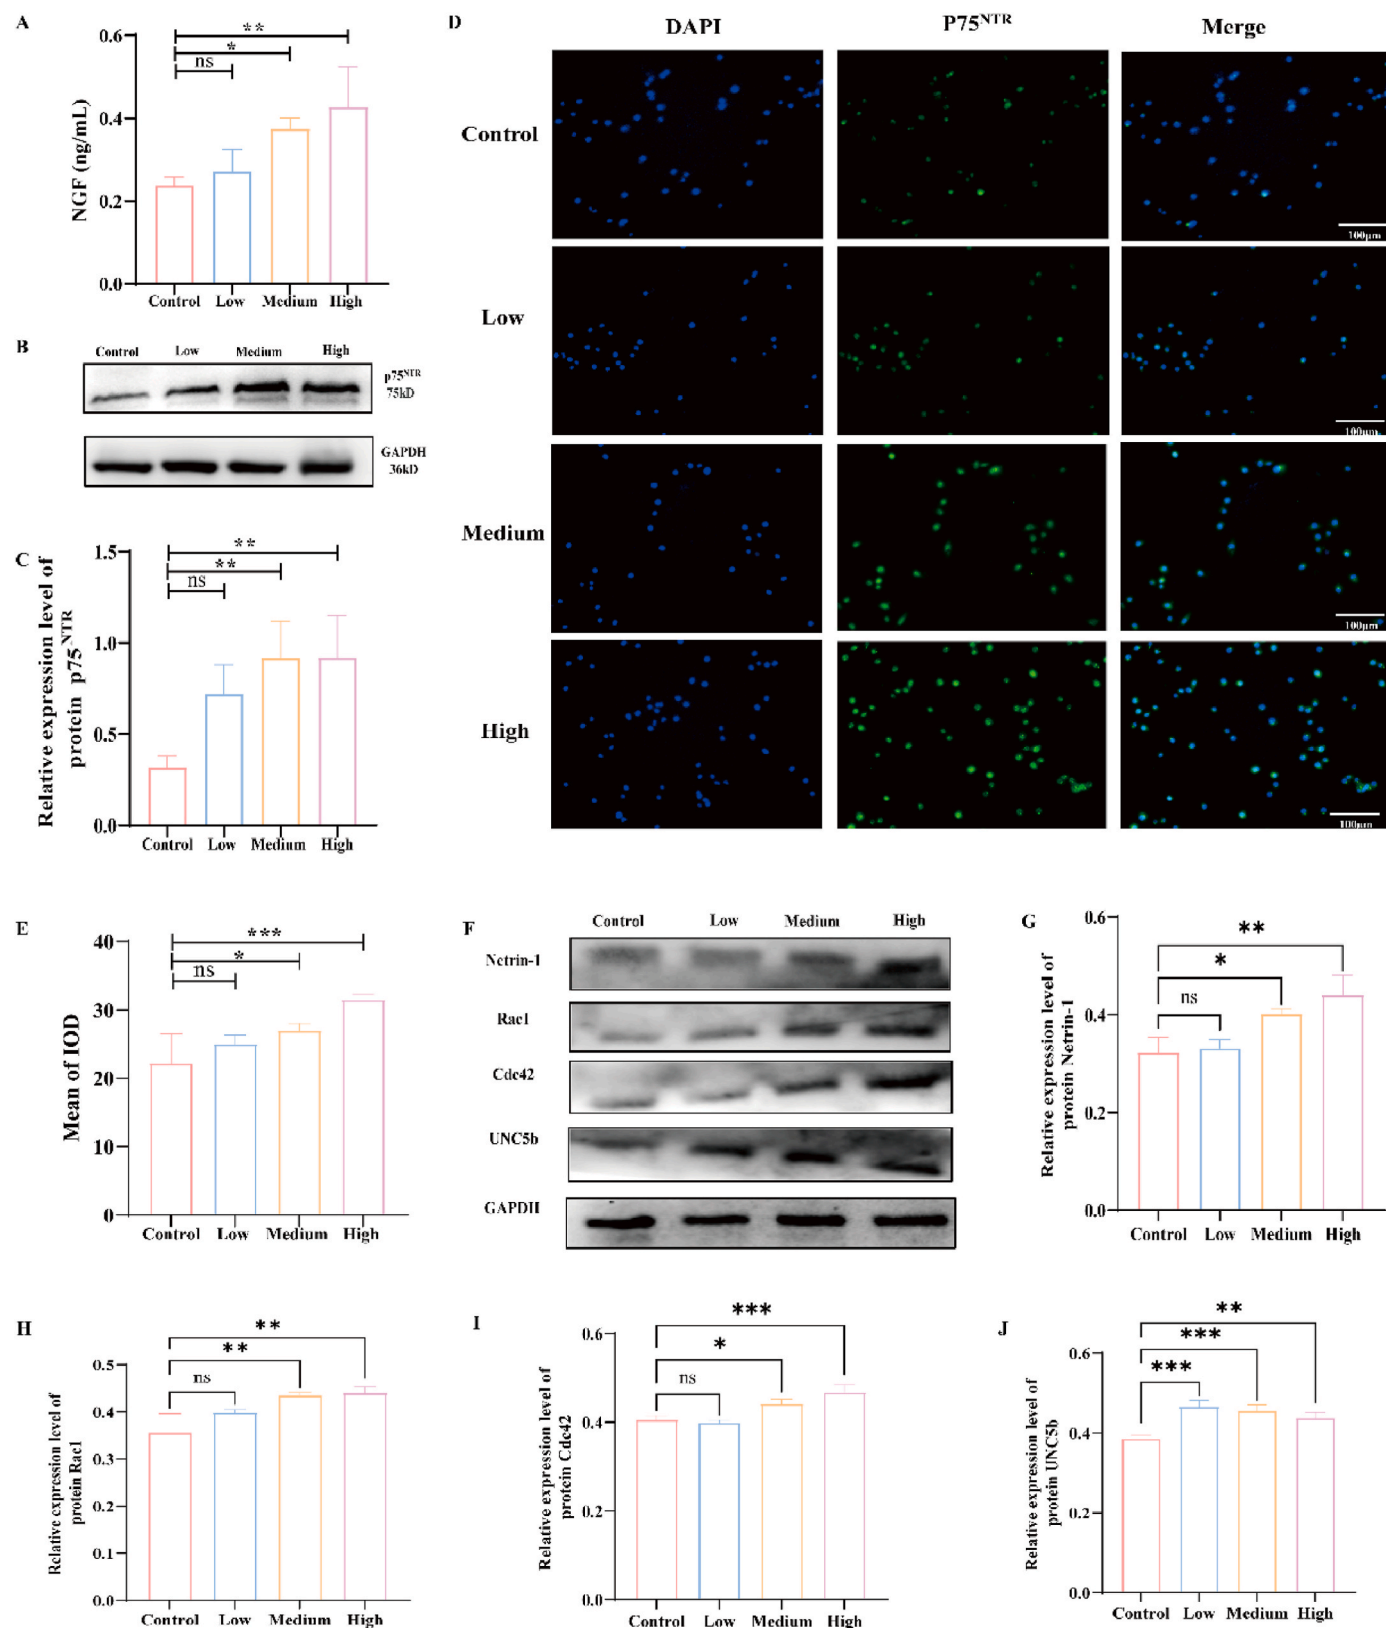 A
**
*
ns
NGF (ng/mL)
0.6
0.4
0.2
0.0
Control Low Medium High
B
Control Low Medium High
p75NTR
75kD
GAPDH
36kD
C
**
**
ns
Relative expression level of
protein p75NTR
1.5
1.0
0.5
0.0
Control Low Medium High
D
DAPI P75NTR Merge
Control
100μm
Low
100μm
Medium
100μm
High
100μm
E
***
*
ns
Mean of IOD
40
30
20
10
0
Control Low Medium High
F
Control Low Medium High
Netrin-1
Rac1
Cdc42
UNC5b
GAPDH
G
**
*
ns
Relative expression level of
protein Netrin-1
0.6
0.4
0.2
0.0
Control Low Medium High
H
**
**
ns
Relative expression level of
protein Rac1
0.5
0.4
0.3
0.2
0.1
0.0
Control Low Medium High
I
***
*
ns
Relative expression level of
protein Cdc42
0.6
0.4
0.2
0.0
Control Low Medium High
J
**
***
***
Relative expression level of
protein UNC5b
0.6
0.4
0.2
0.0
Control Low Medium High